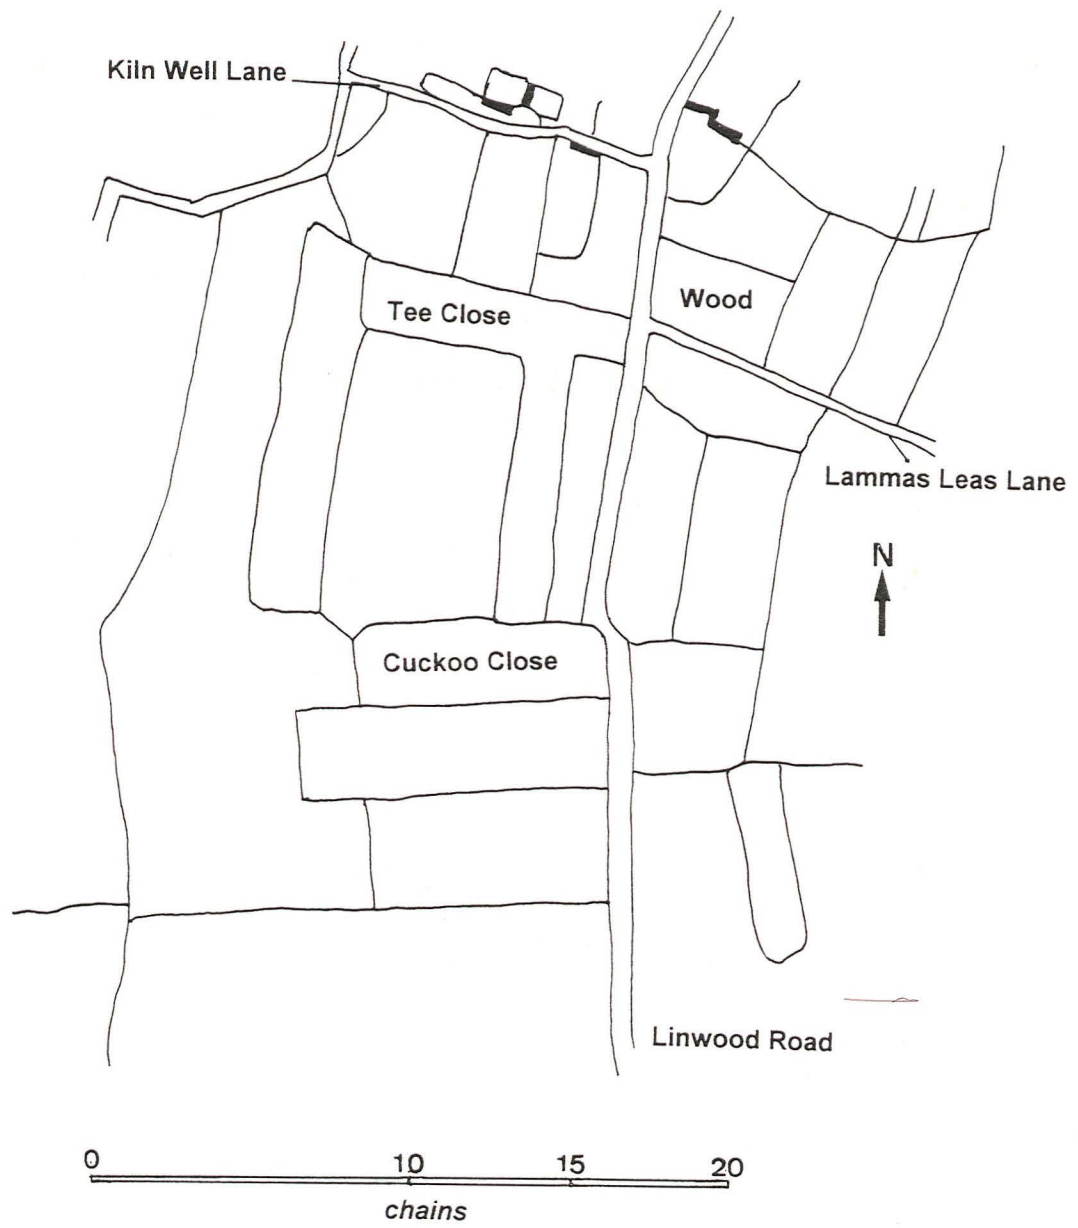 Kiln Well Lane
Tee Close
Wood
Lammas Leas Lane
N
Cuckoo Close
Linwood Road
0 10 15 20
chains